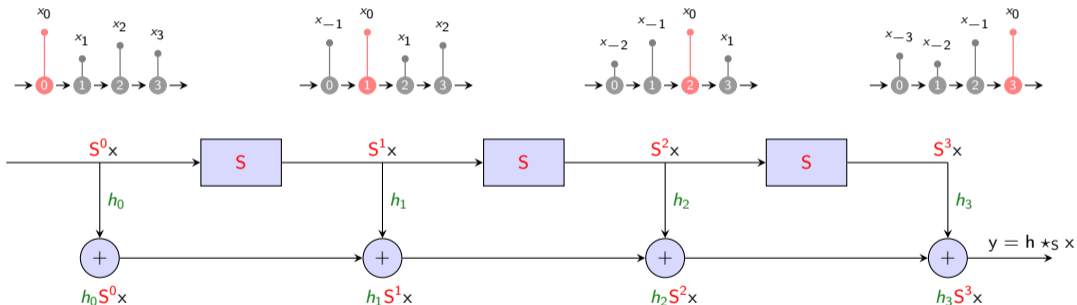 x₀ x₁ x₂ x₃
0 1 2 3
x₋₁ x₀ x₁ x₂
0 1 2 3
x₋₂ x₋₁ x₀ x₁
0 1 2 3
x₋₃ x₋₂ x₋₁ x₀
0 1 2 3
S⁰x S S¹x S S²x S S³x
h₀ h₁ h₂ h₃
+ + + + y = h ⋆S x
h₀S⁰x h₁S¹x h₂S²x h₃S³x